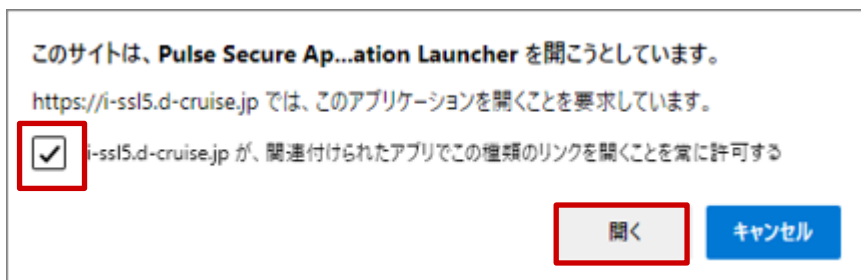 このサイトは、Pulse Secure Ap...ation Launcher を開こうとしています。
https://i-ssl5.d-cruise.jp では、このアプリケーションを開くことを要求しています。
i-ssl5.d-cruise.jp が、関連付けられたアプリでこの種類のリンクを開くことを常に許可する
開く キャンセル